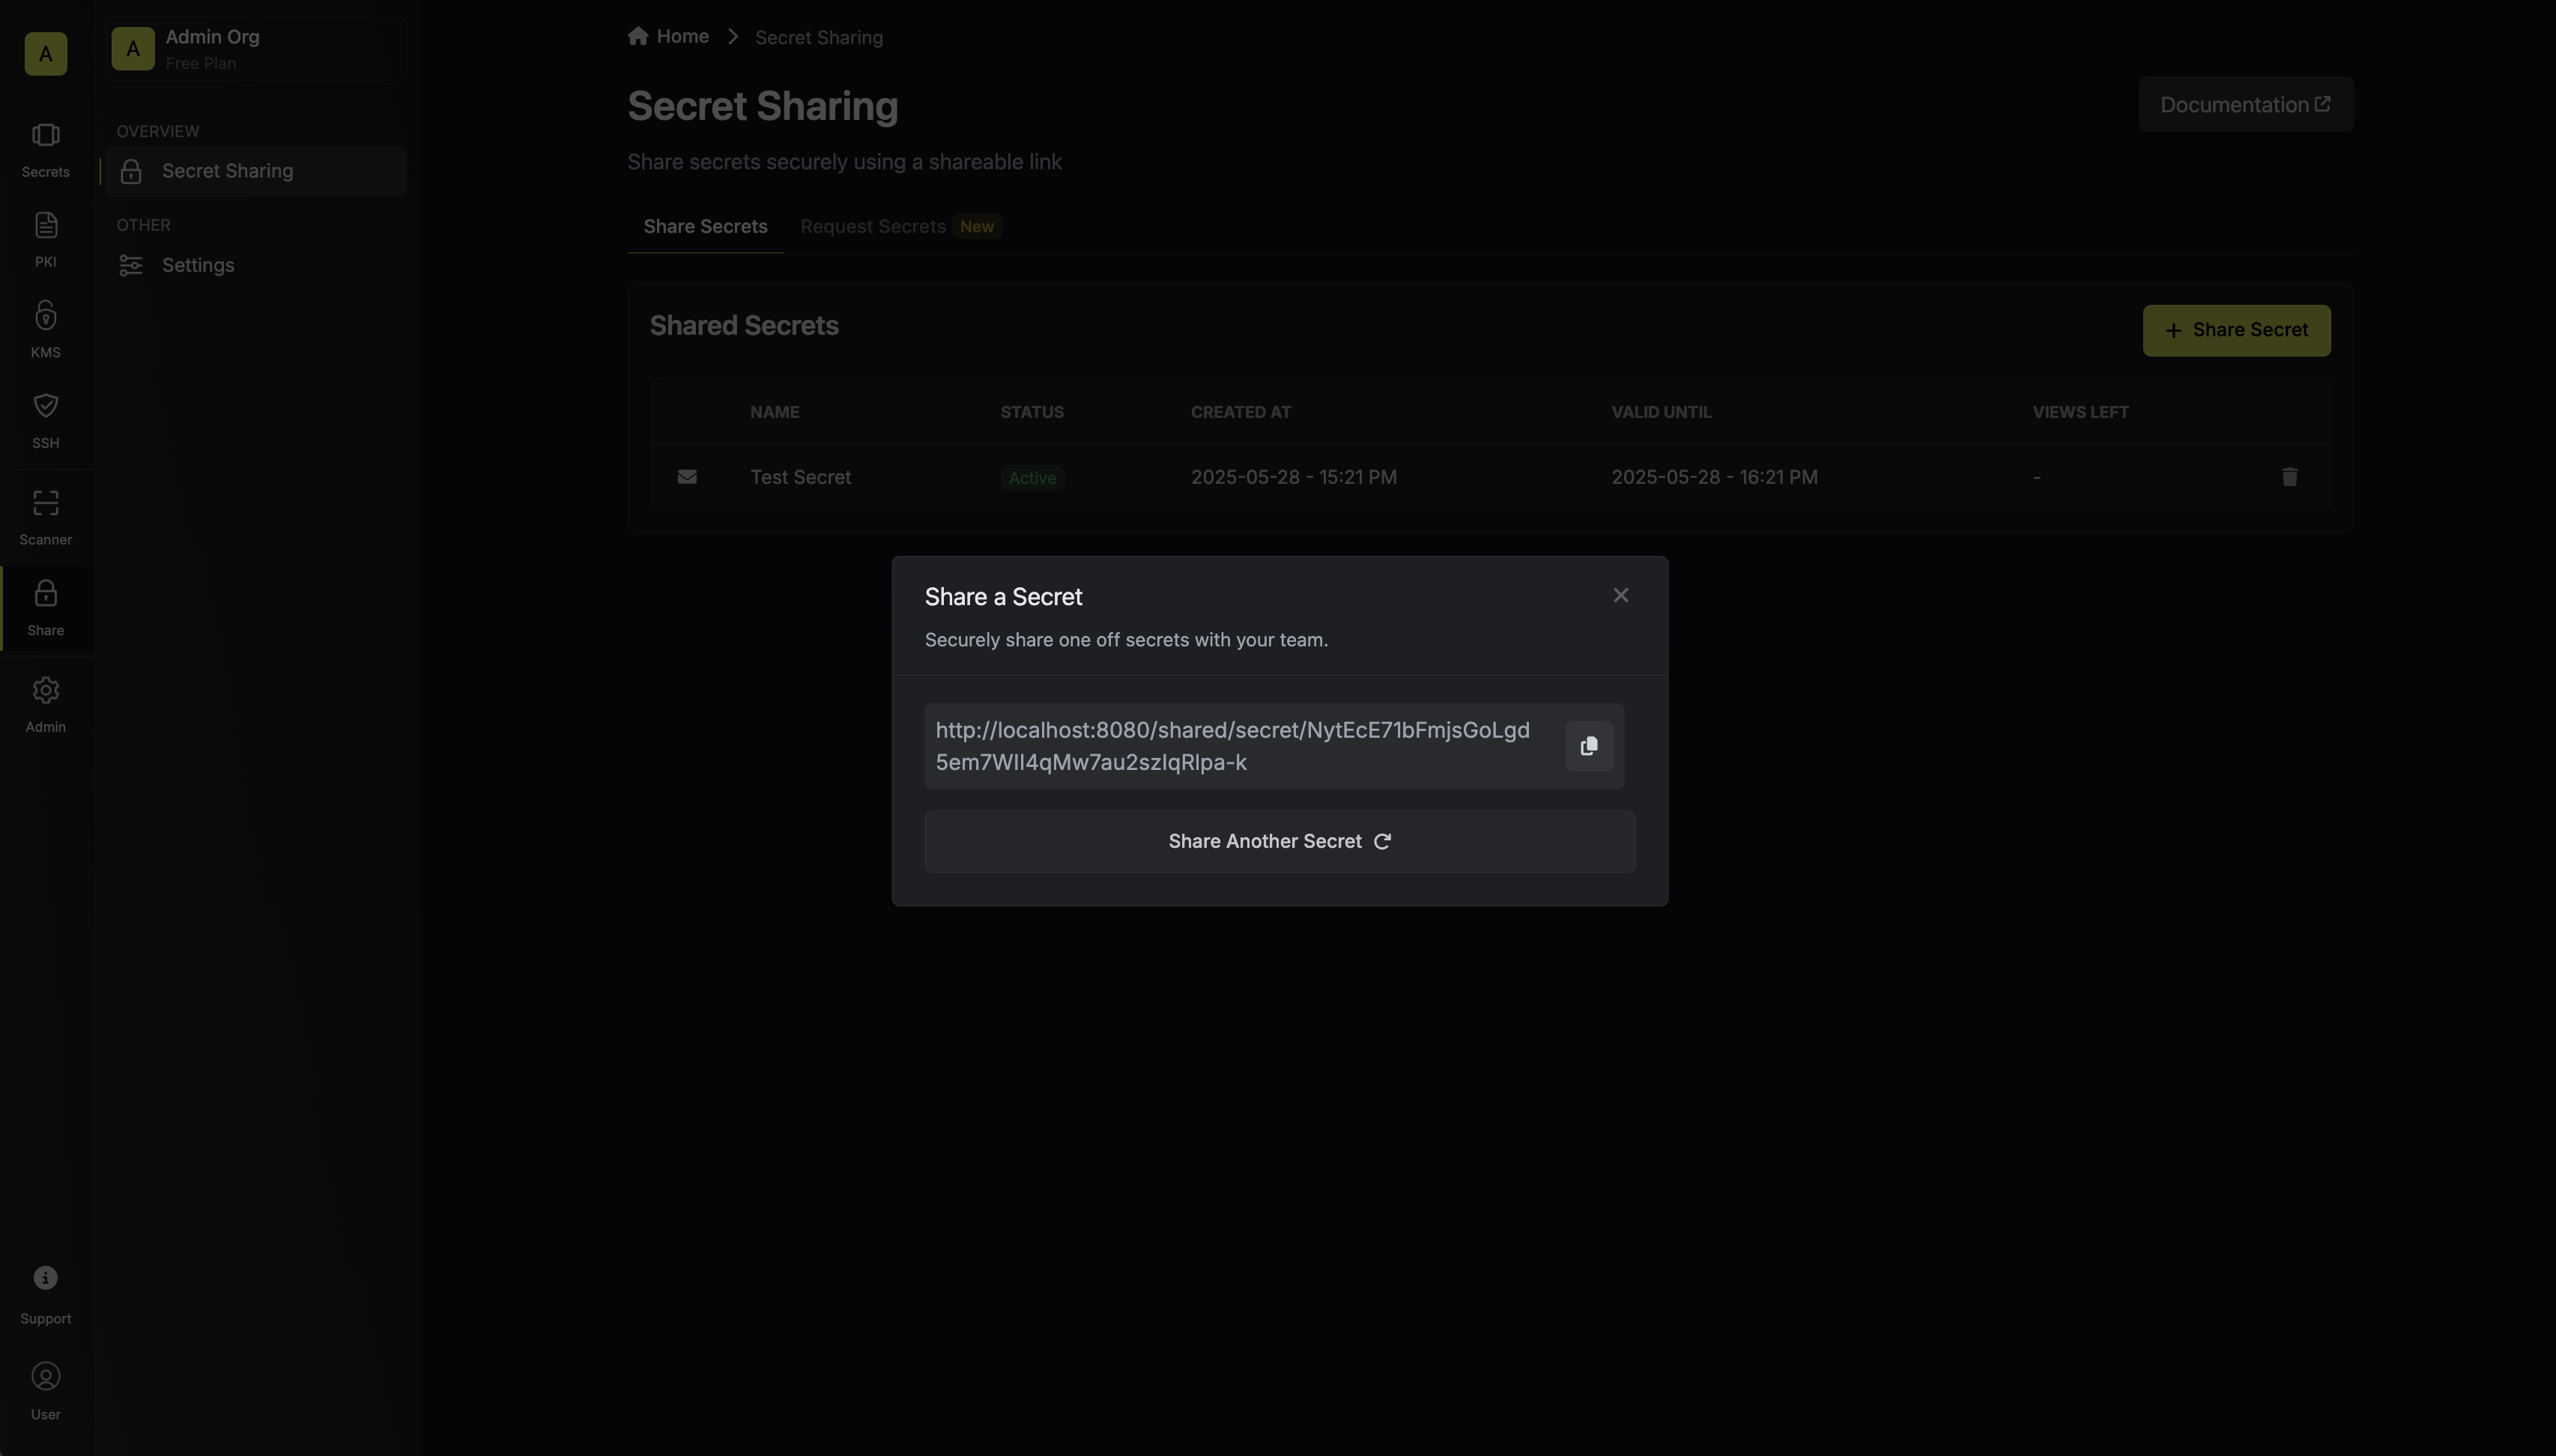 A
Secrets
PKI
KMS
SSH
Scanner
Share
Admin
Support
User
A
Admin Org
Free Plan
OVERVIEW
Secret Sharing
OTHER
Settings
Home
Secret Sharing
Secret Sharing
Documentation
Share secrets securely using a shareable link
Share Secrets
Request Secrets New
Shared Secrets
+ Share Secret
NAME STATUS CREATED AT VALID UNTIL VIEWS LEFT
Test Secret Active 2025-05-28 - 15:21 PM 2025-05-28 - 16:21 PM -
Share a Secret
Securely share one off secrets with your team.
http://localhost:8080/shared/secret/NytEcE71bFmjsGoLgd
5em7WlI4qMw7au2szIqRlpa-k
Share Another Secret